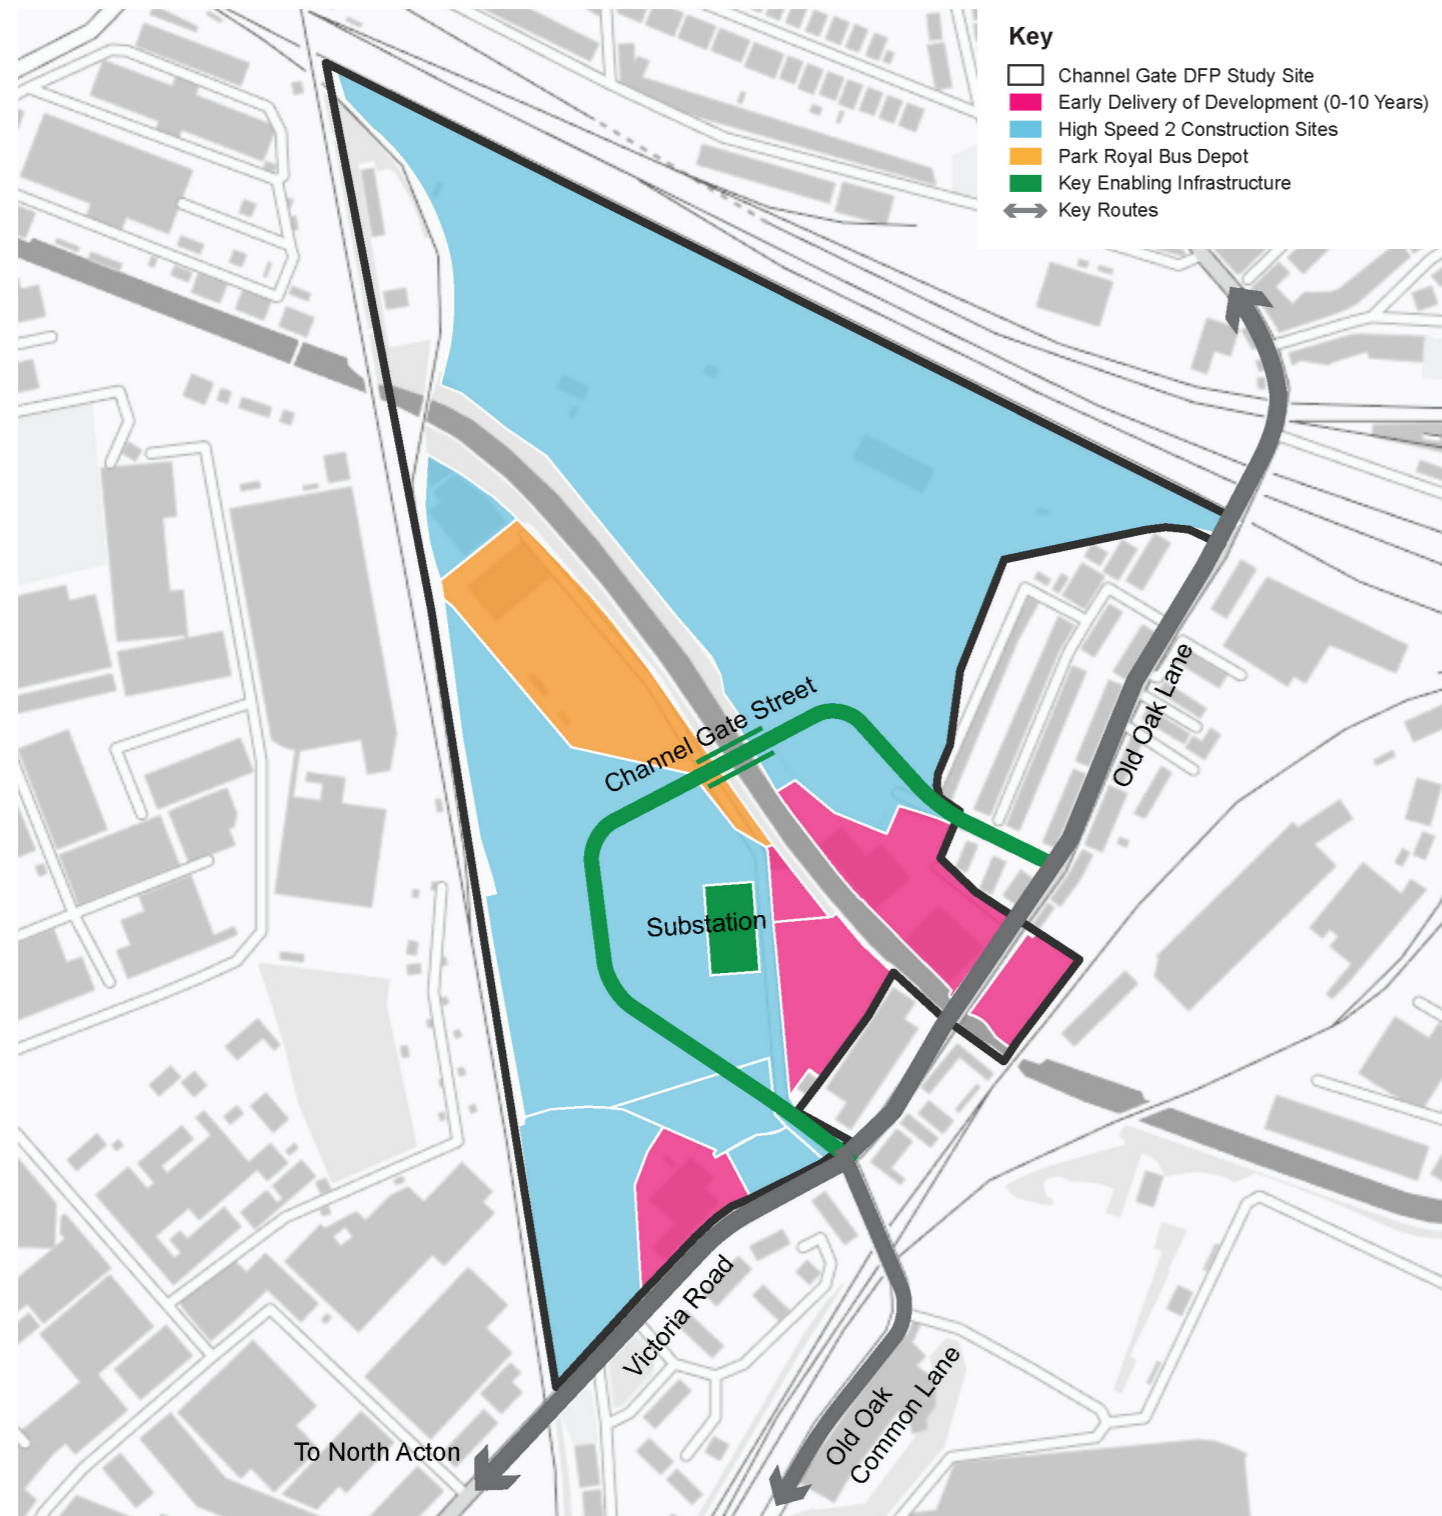 Key
Channel Gate DFP Study Site
Early Delivery of Development (0-10 Years)
High Speed 2 Construction Sites
Park Royal Bus Depot
Key Enabling Infrastructure
Key Routes
Channel Gate Street
Old Oak Lane
Substation
Victoria Road
To North Acton
Old Oak
Common Lane